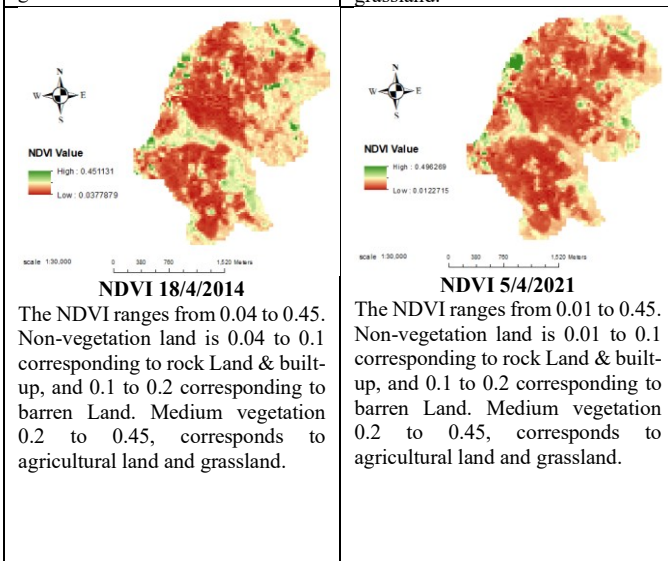 grassland.
N
W
E
S
NDVI Value
High : 0.451131
Low : 0.0377879
scale 1:30,000
0 380 760 1,520 Meters
NDVI 18/4/2014
The NDVI ranges from 0.04 to 0.45.
Non-vegetation land is 0.04 to 0.1
corresponding to rock Land & built-
up, and 0.1 to 0.2 corresponding to
barren Land. Medium vegetation
0.2 to 0.45, corresponds to
agricultural land and grassland.
N
W
E
S
NDVI Value
High : 0.496269
Low : 0.0122715
scale 1:30,000
0 380 760 1,520 Meters
NDVI 5/4/2021
The NDVI ranges from 0.01 to 0.45.
Non-vegetation land is 0.01 to 0.1
corresponding to rock Land & built-
up, and 0.1 to 0.2 corresponding to
barren Land. Medium vegetation
0.2 to 0.45, corresponds to
agricultural land and grassland.